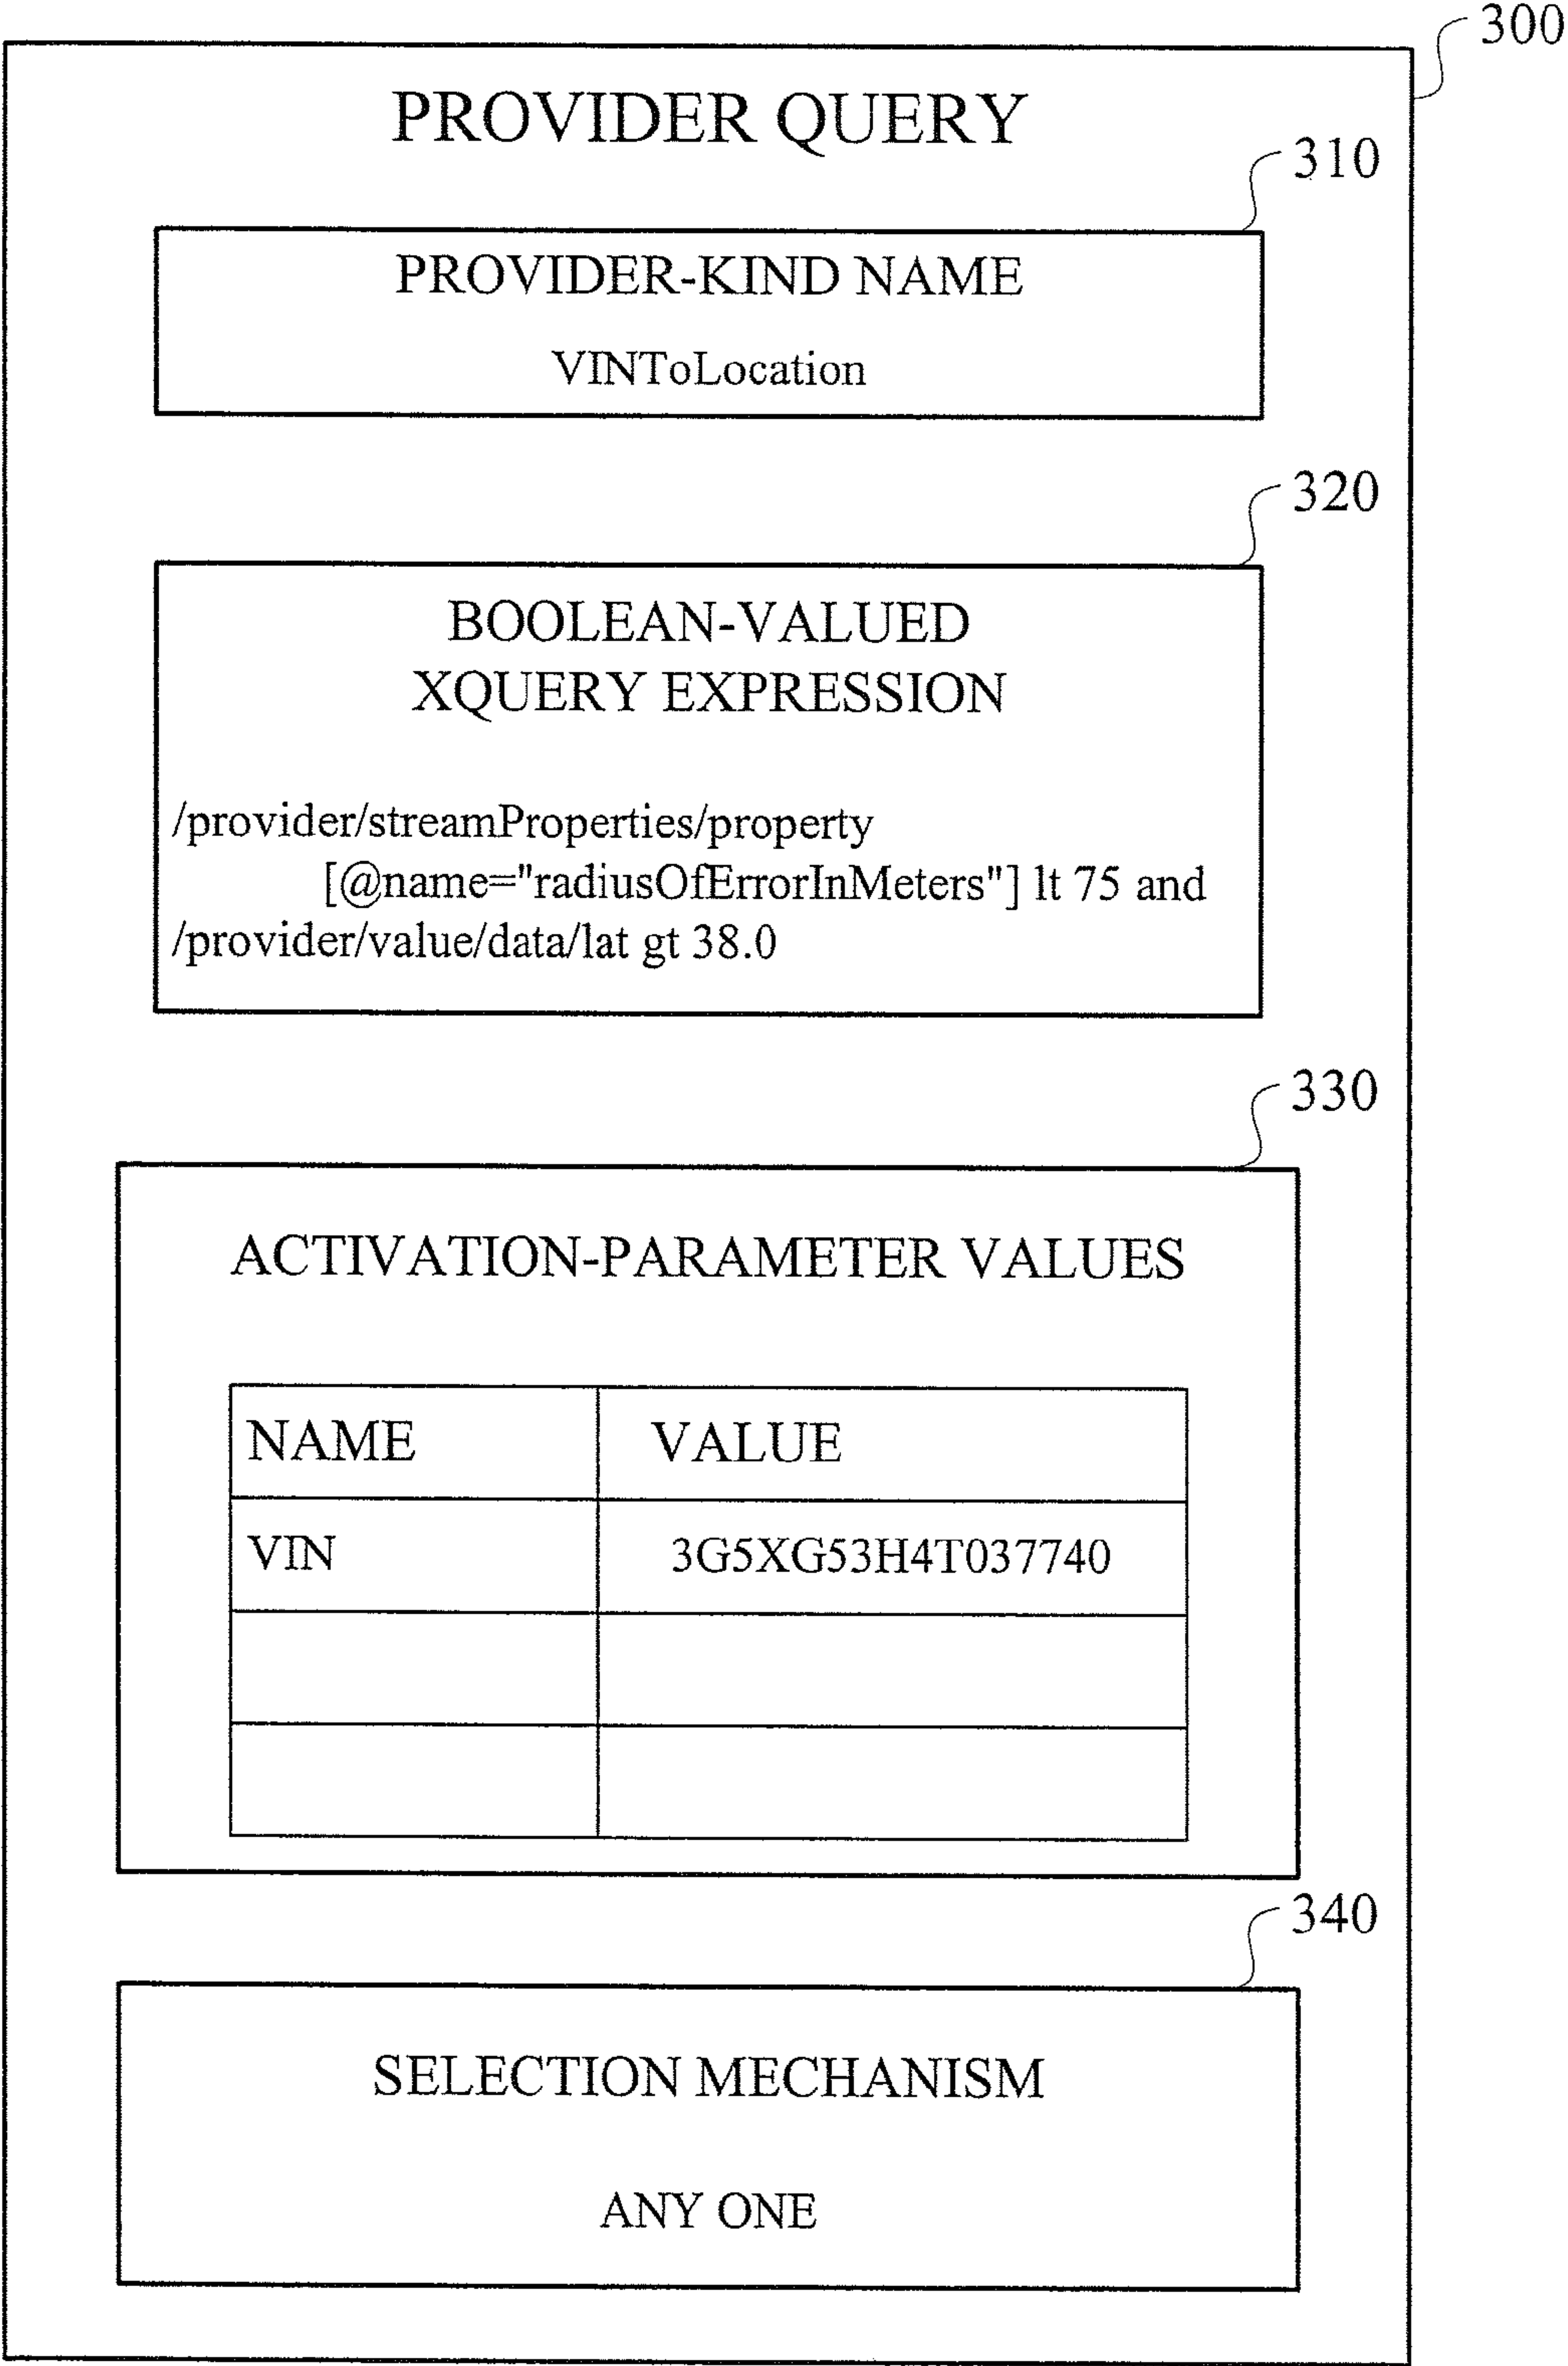 300
PROVIDER QUERY
310
PROVIDER-KIND NAME
VINToLocation
320
BOOLEAN-VALUED
XQUERY EXPRESSION
/provider/streamProperties/property
[@name="radiusOfErrorInMeters"] lt 75 and
/provider/value/data/lat gt 38.0
330
ACTIVATION-PARAMETER VALUES
NAME VALUE
VIN 3G5XG53H4T037740
340
SELECTION MECHANISM
ANY ONE